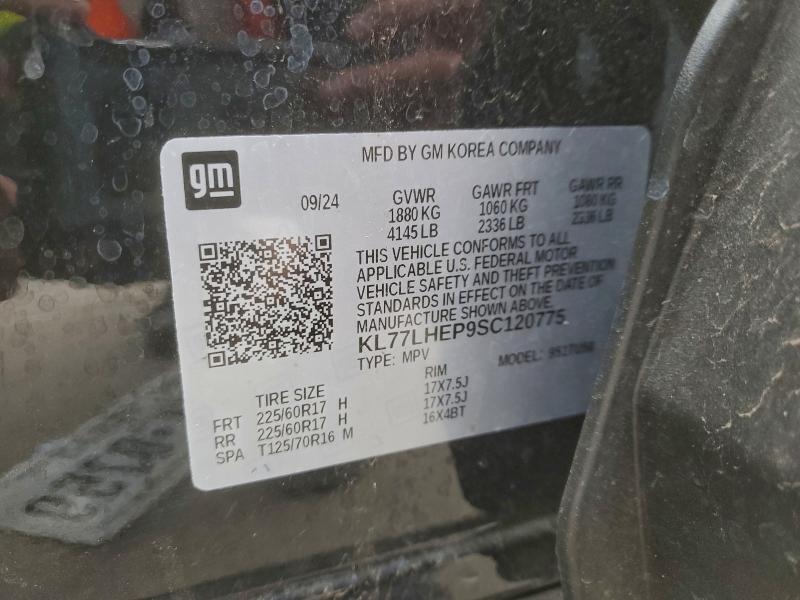 gm
MFD BY GM KOREA COMPANY
09/24
GVWR GAWR FRT GAWR RR
1880 KG 1060 KG 1060 KG
4145 LB 2336 LB 2336 LB
THIS VEHICLE CONFORMS TO ALL
APPLICABLE U.S. FEDERAL MOTOR
VEHICLE SAFETY AND THEFT PREVENTION
STANDARDS IN EFFECT ON THE DATE OF
MANUFACTURE SHOWN ABOVE.
KL77LHEP9SC120775
TYPE: MPV MODEL:
TIRE SIZE RIM
FRT 225/60R17 H 17X7.5J
RR 225/60R17 H 17X7.5J
SPA T125/70R16 M 16X4BT